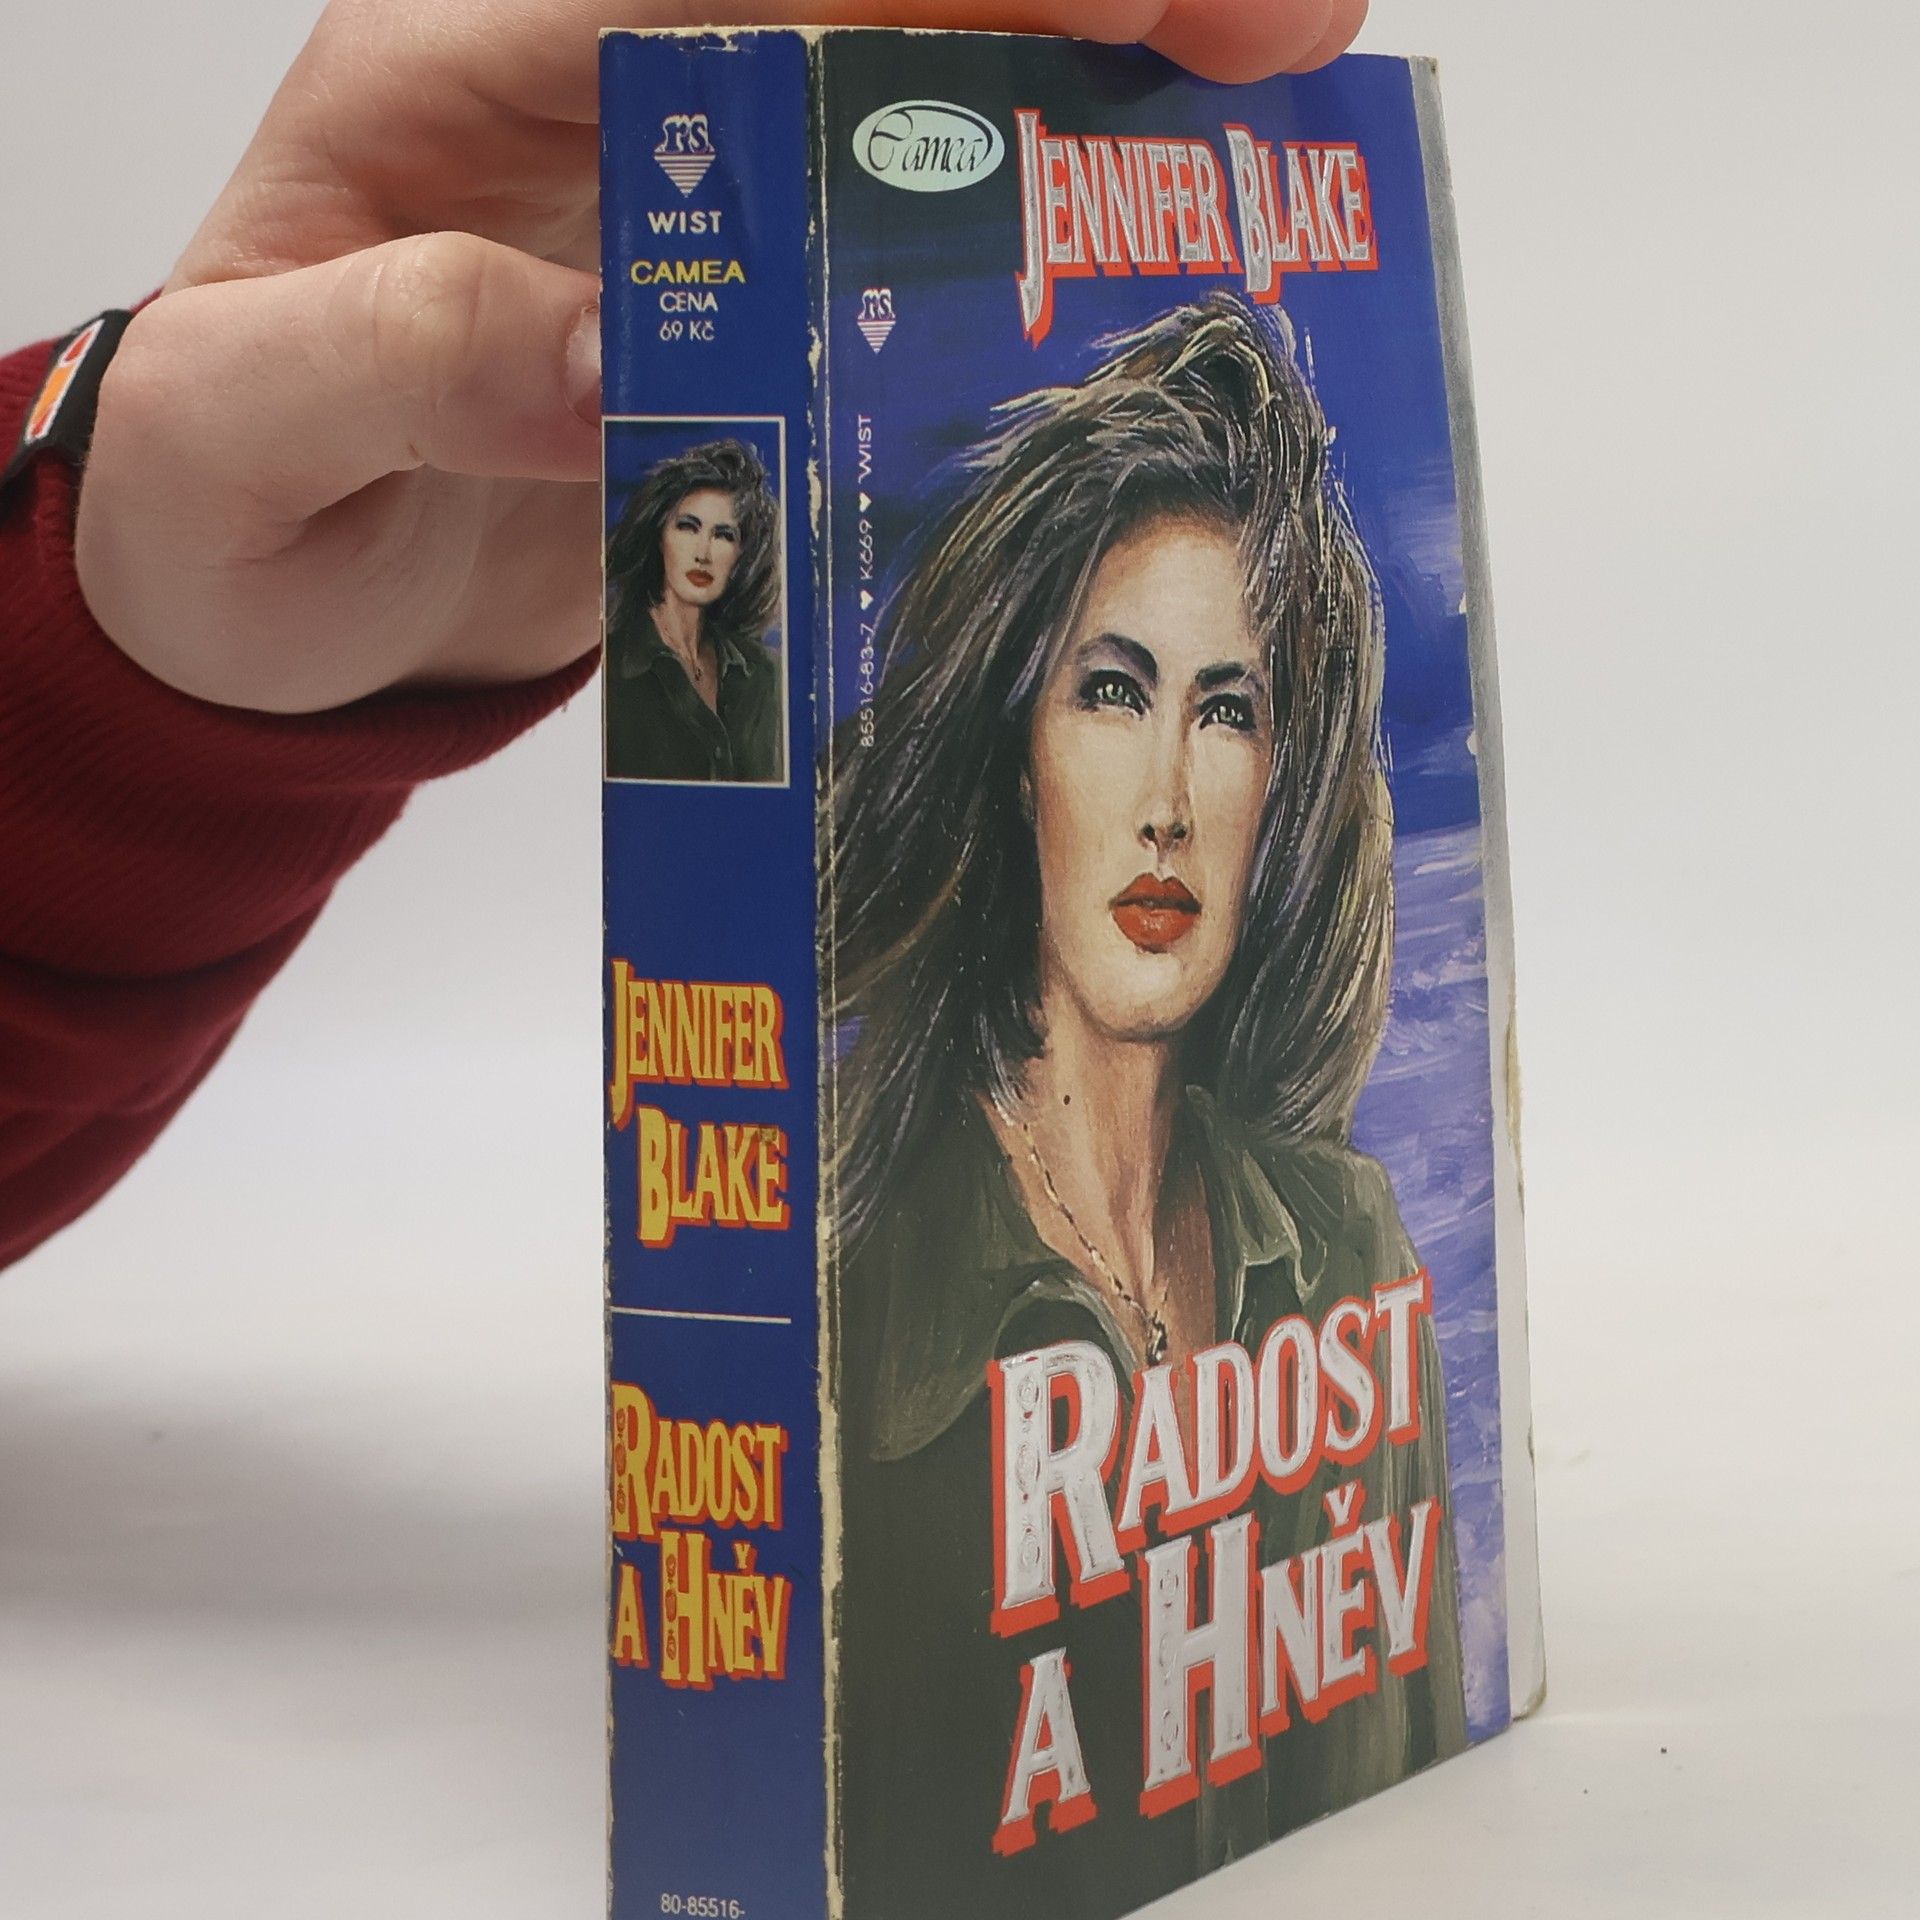 rs
WIST
CAMEA
CENA
69 Kč
JENNIFER
BLAKE
RADOST
A HNĚV
80-85516-
Camea
JENNIFER BLAKE
rs
85516-83-7 ♥ Kč69 ♥ WIST
RADOST
A HNĚV